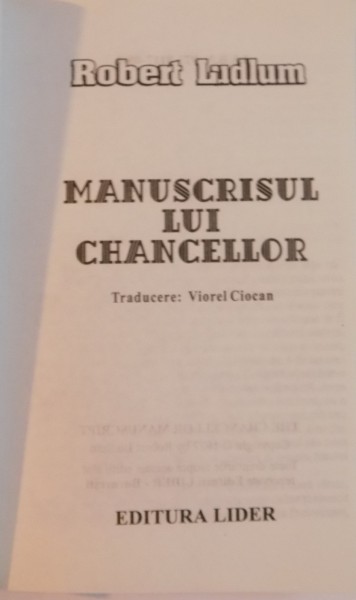 Robert Ludlum
MANUSCRISUL
LUI
CHANCELLOR
Traducere: Viorel Ciocan
EDITURA LIDER